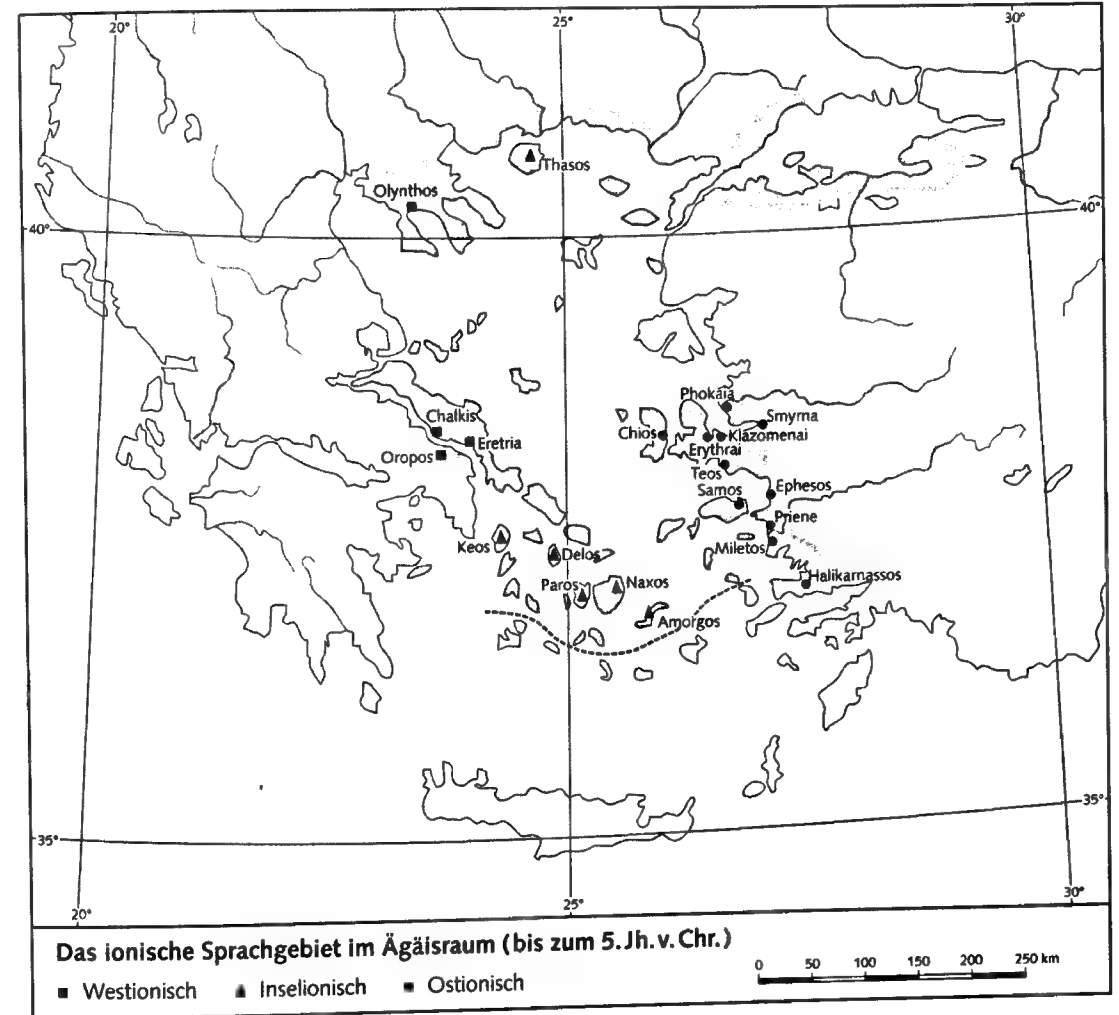 20°
25°
30°
Thasos
Olynthos
40°
40°
Phokaia
Smyrna
Chalkis
Chios
Klazomenai
Eretria
Erythrai
Oropos
Teos
Samos
Ephesos
Priene
Keos
Delos
Miletos
Paros
Naxos
Halikarnassos
Amorgos
35°
35°
20°
25°
30°
Das ionische Sprachgebiet im Ägäisraum (bis zum 5. Jh. v. Chr.)
0 50 100 150 200 250 km
Westionisch Inselionisch Ostionisch